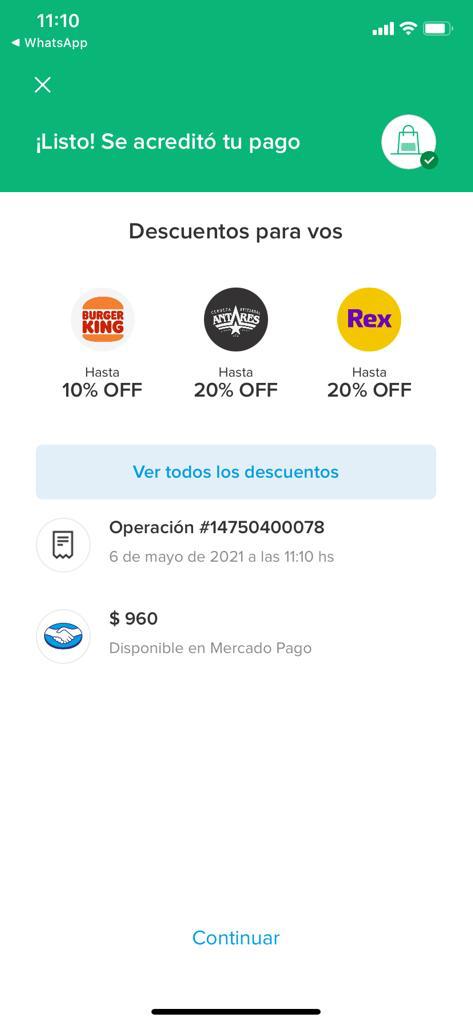 11:10
◀ WhatsApp
¡Listo! Se acreditó tu pago
Descuentos para vos
BURGER
KING
CERVEZA ARTESANAL
ANTARES
Rex
Hasta
10% OFF
Hasta
20% OFF
Hasta
20% OFF
Ver todos los descuentos
Operación #14750400078
6 de mayo de 2021 a las 11:10 hs
$ 960
Disponible en Mercado Pago
Continuar